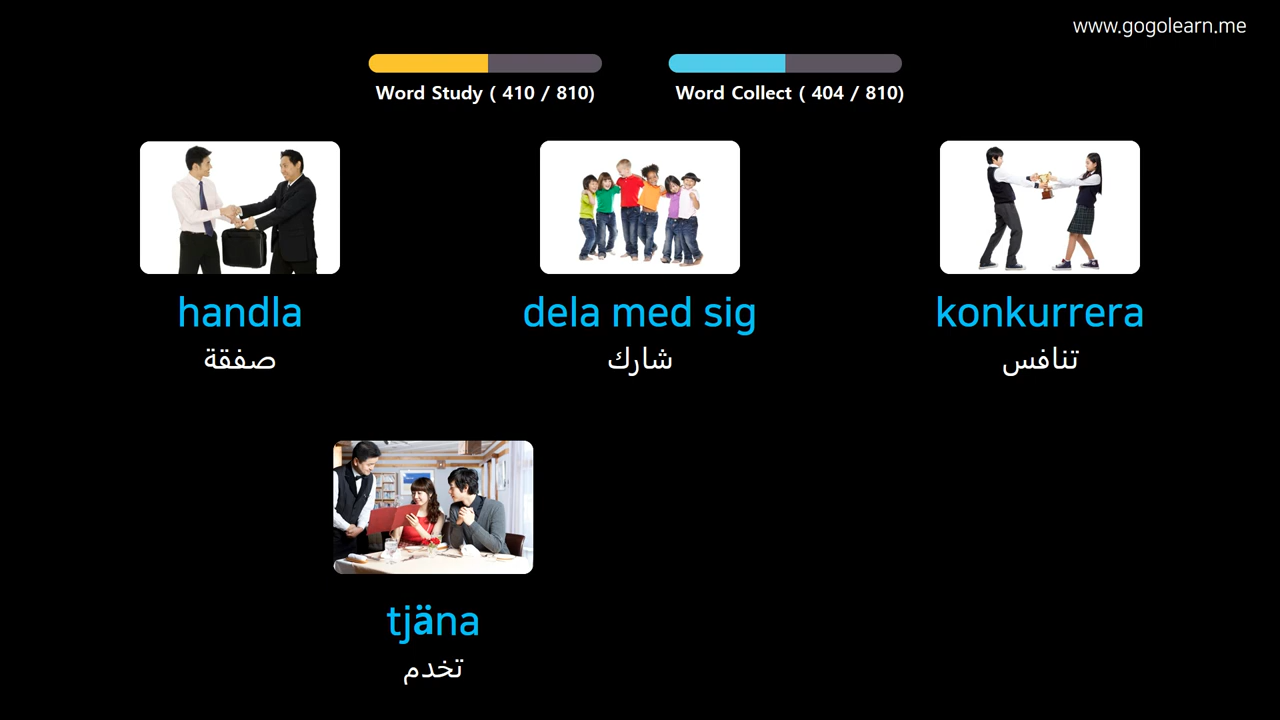 www.gogolearn.me
Word Study ( 410 / 810)
Word Collect ( 404 / 810)
handla
صفقة
dela med sig
شارك
konkurrera
تنافس
tjäna
تخدم